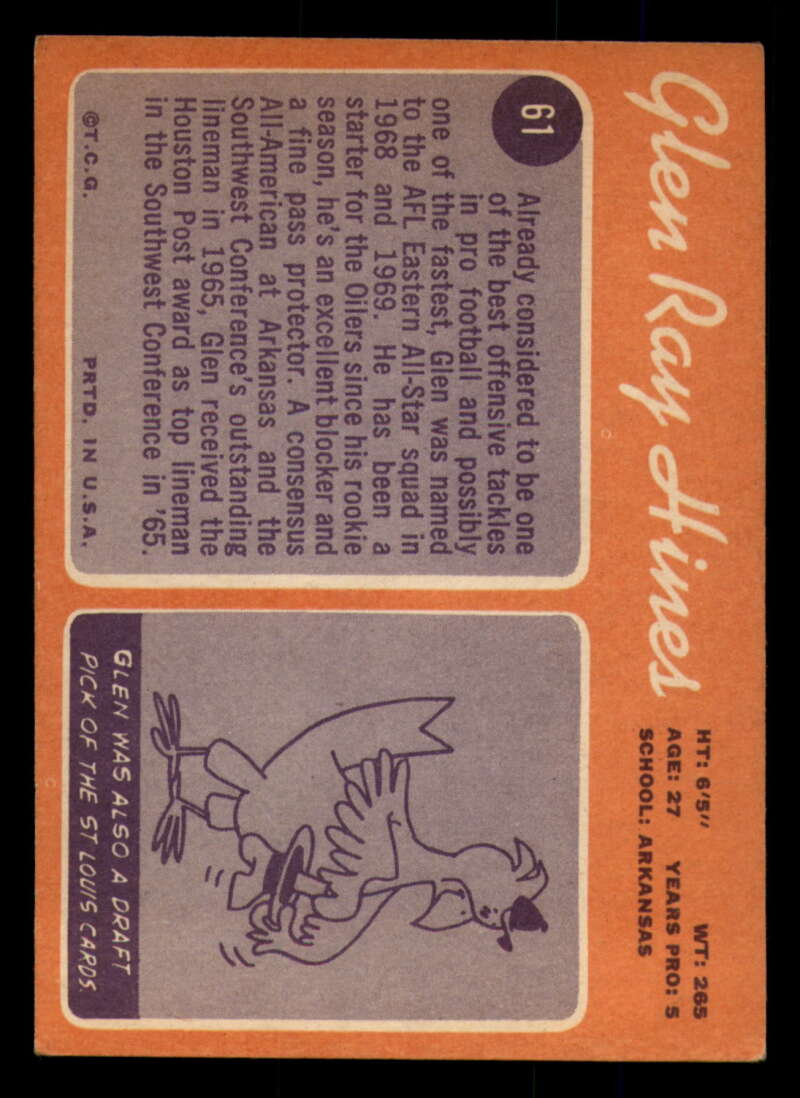 Glen Ray Hines
HT: 6'5" WT: 265
AGE: 27 YEARS PRO: 5
SCHOOL: ARKANSAS
61
Already considered to be one
of the best offensive tackles
in pro football and possibly
one of the fastest, Glen was named
to the AFL Eastern All-Star squad in
1968 and 1969. He has been a
starter for the Oilers since his rookie
season, he's an excellent blocker and
a fine pass protector. A consensus
All-American at Arkansas and the
Southwest Conference's outstanding
lineman in 1965, Glen received the
Houston Post award as top lineman
in the Southwest Conference in '65.
©T.C.G. PRTD. IN U.S.A.
GLEN WAS ALSO A DRAFT
PICK OF THE ST LOUIS CARDS.